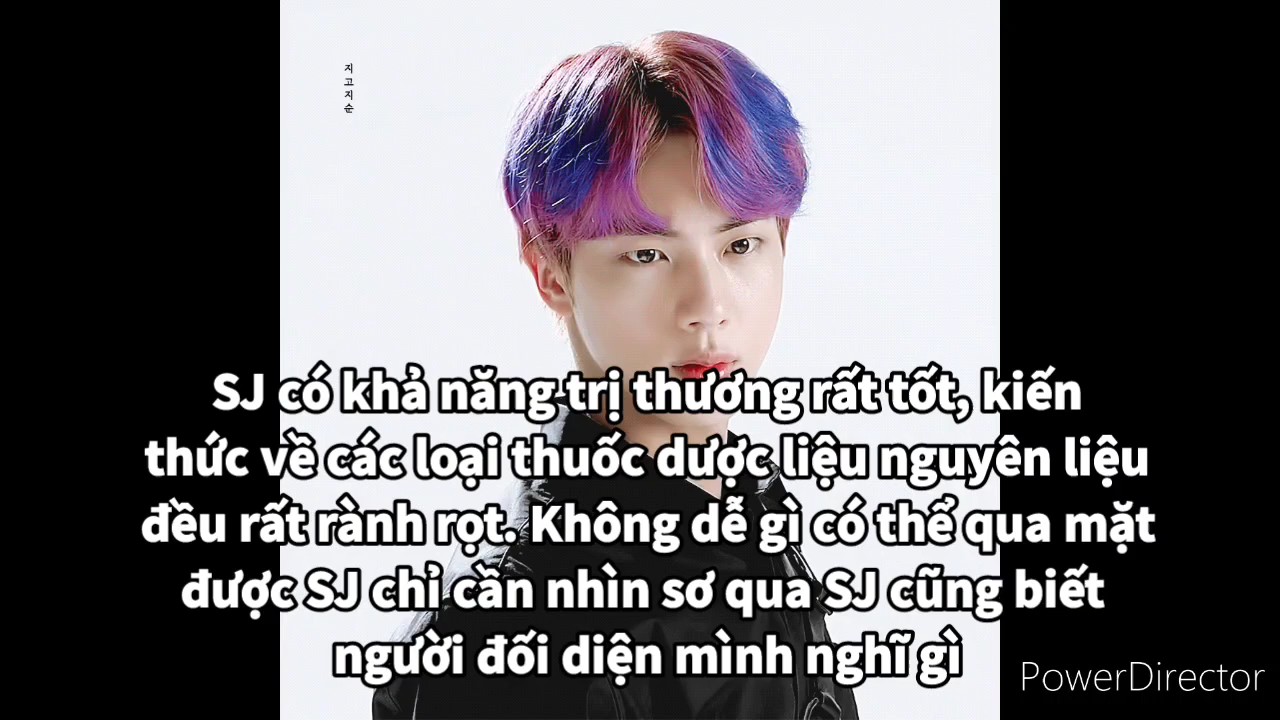 지고지순
SJ có khả năng trị thương rất tốt, kiến
thức về các loại thuốc dược liệu nguyên liệu
đều rất rành rọt. Không dễ gì có thể qua mặt
được SJ chỉ cần nhìn sơ qua SJ cũng biết
người đối diện mình nghĩ gì
PowerDirector